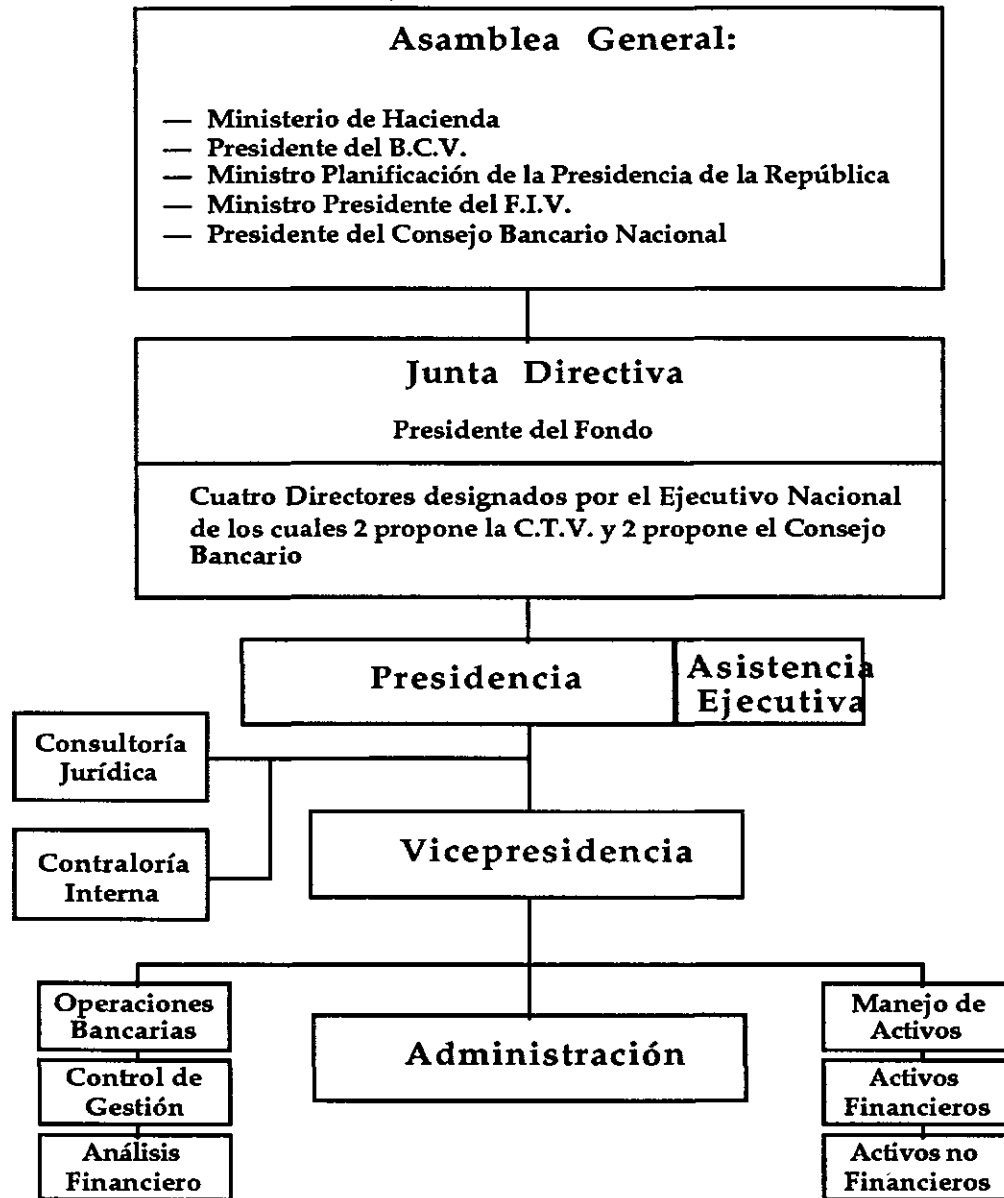 Asamblea General:
— Ministerio de Hacienda
— Presidente del B.C.V.
— Ministro Planificación de la Presidencia de la República
— Ministro Presidente del F.I.V.
— Presidente del Consejo Bancario Nacional
Junta Directiva
Presidente del Fondo
Cuatro Directores designados por el Ejecutivo Nacional
de los cuales 2 propone la C.T.V. y 2 propone el Consejo
Bancario
Presidencia
Asistencia
Ejecutiva
Consultoría
Jurídica
Contraloría
Interna
Vicepresidencia
Operaciones
Bancarias
Control de
Gestión
Análisis
Financiero
Administración
Manejo de
Activos
Activos
Financieros
Activos no
Financieros